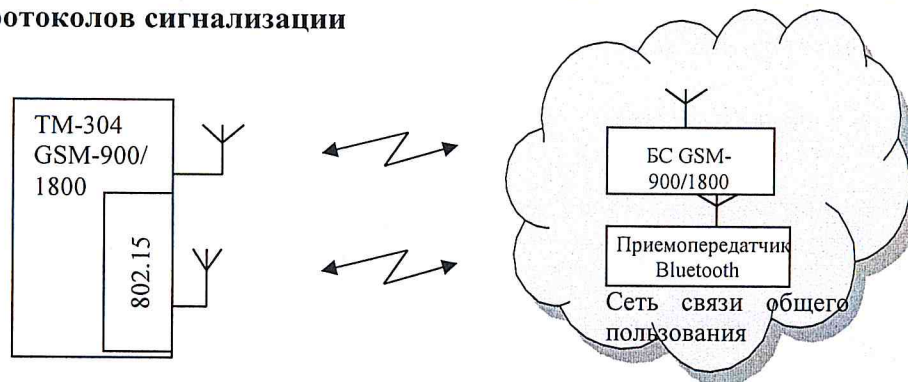 ротоколов сигнализации
ТМ-304
GSM-900/
1800
802.15
БС GSM-
900/1800
Приемопередатчик
Bluetooth
Сеть связи общего
пользования